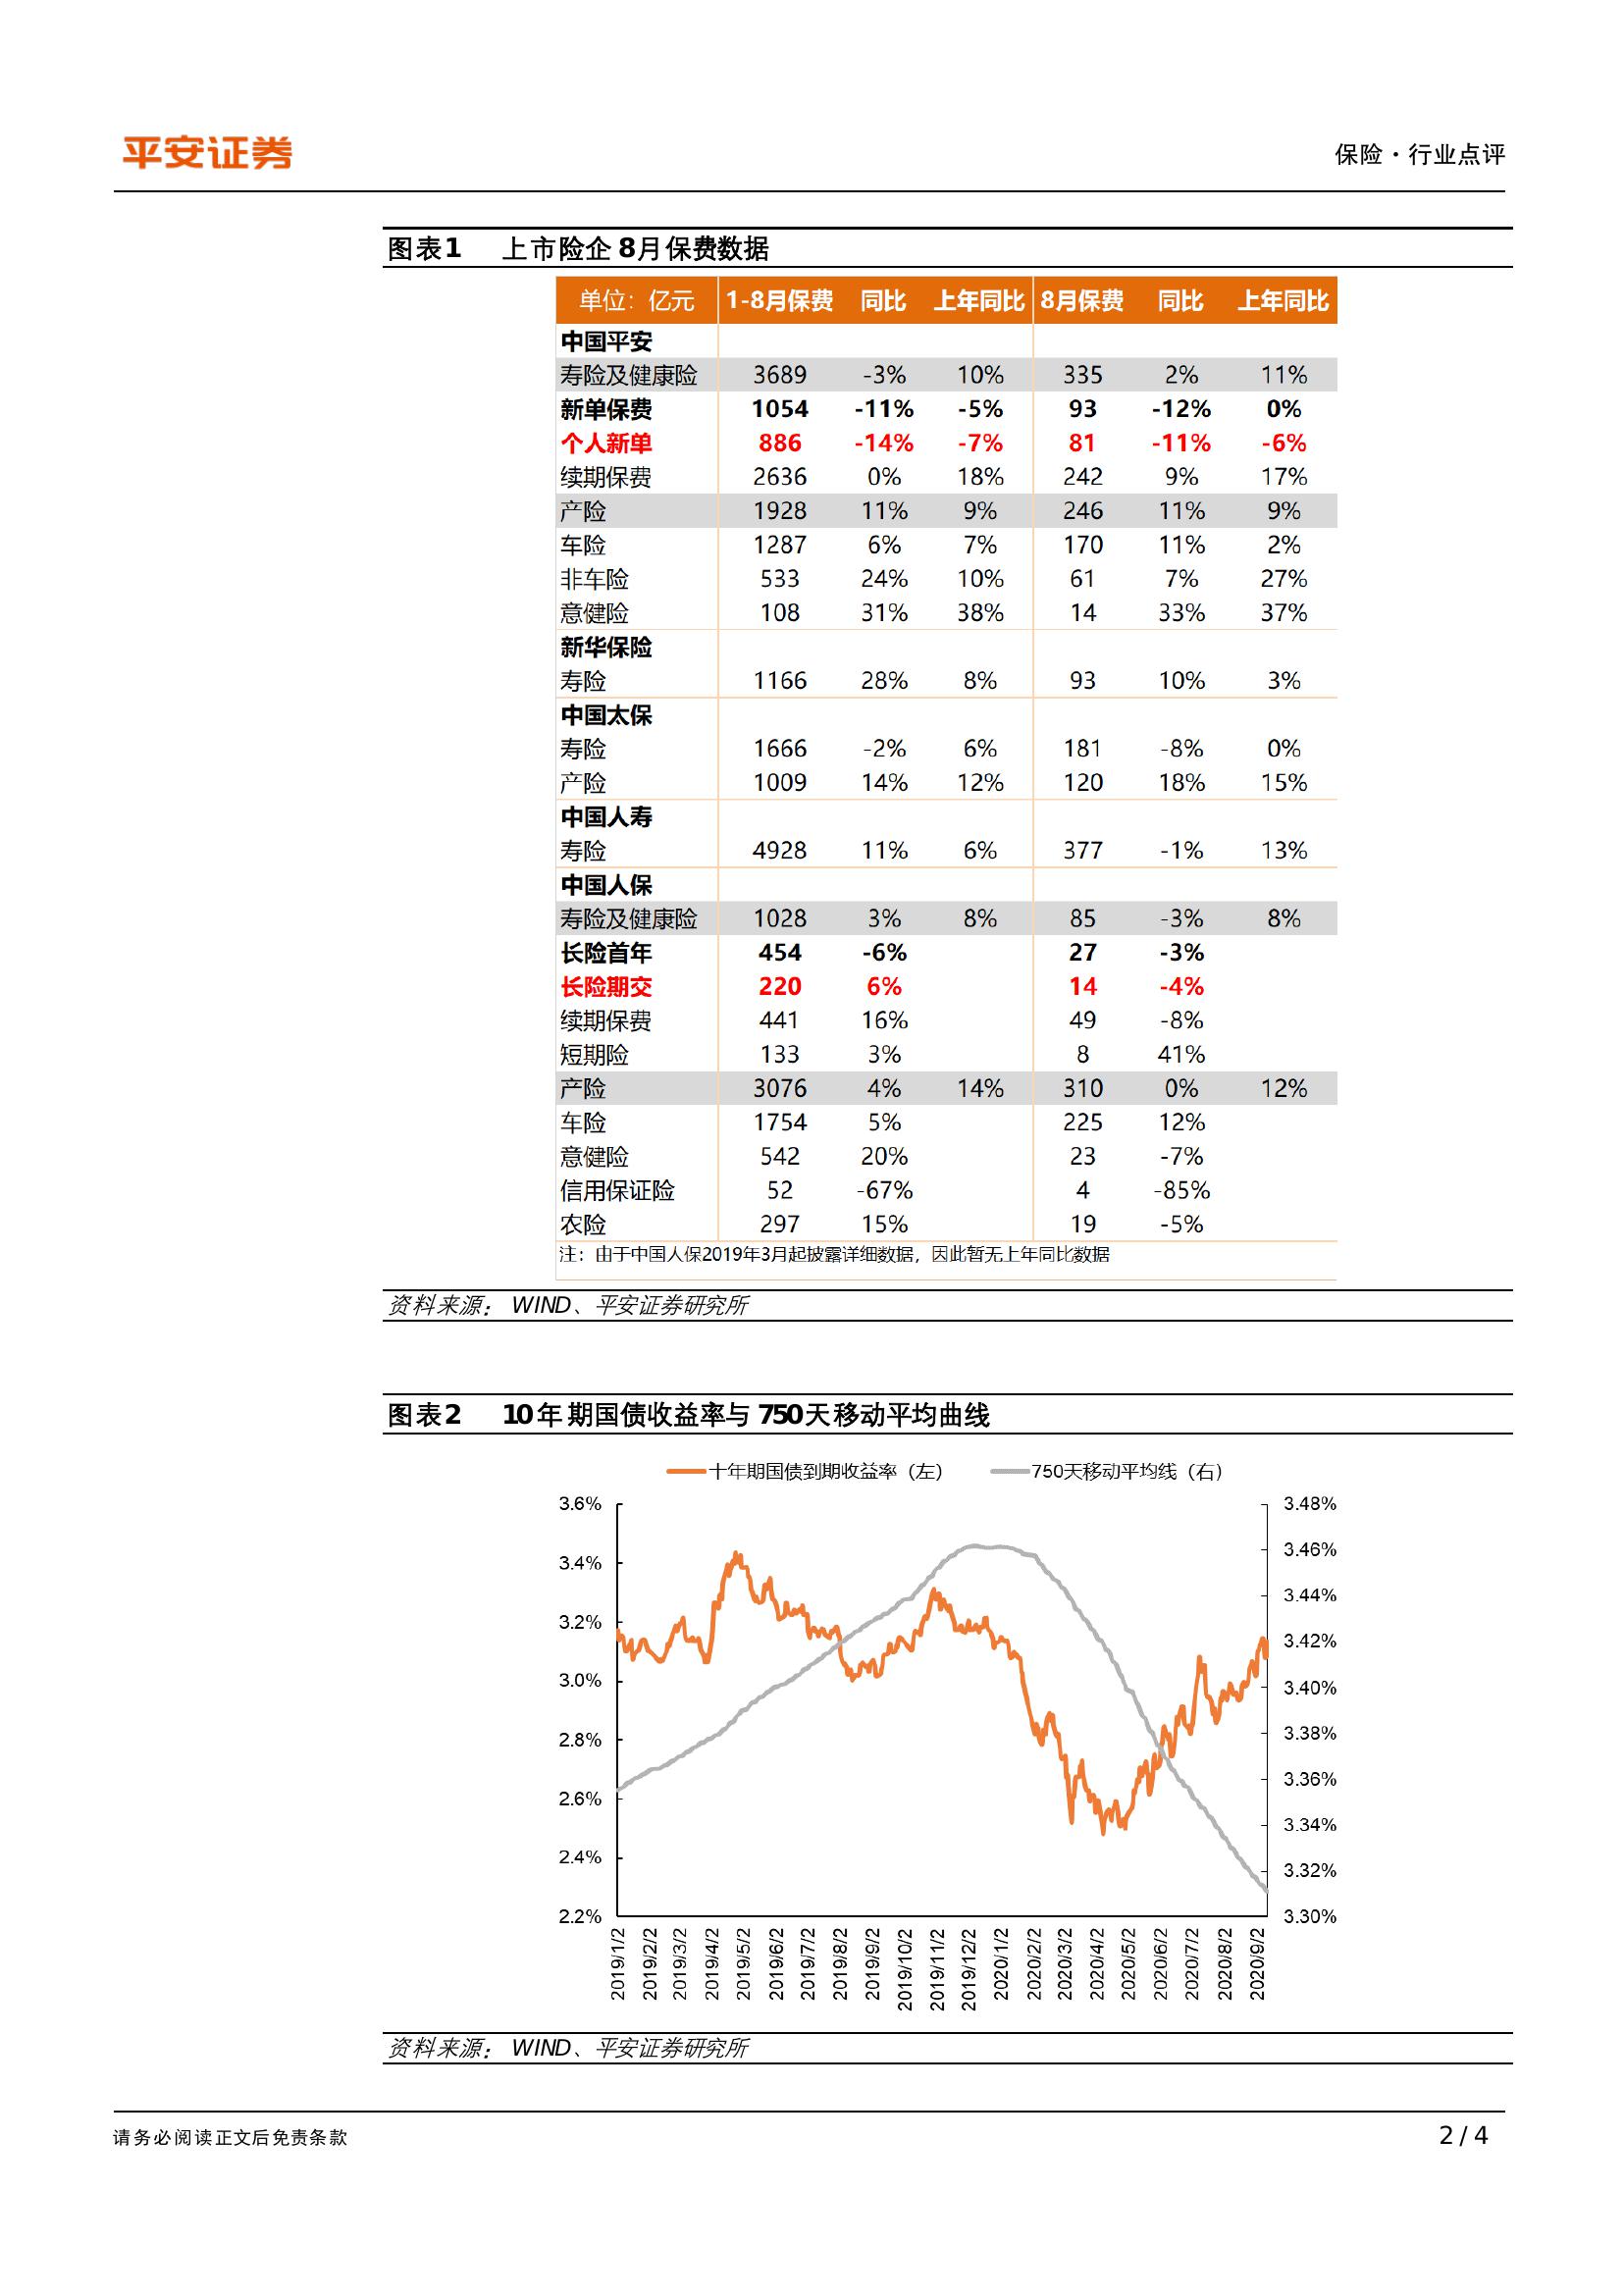 平安证券
保险·行业点评
图表1 上市险企 8月保费数据
单位：亿元 1-8月保费 同比 上年同比 8月保费 同比 上年同比
中国平安
寿险及健康险 3689 -3% 10% 335 2% 11%
新单保费 1054 -11% -5% 93 -12% 0%
个人新单 886 -14% -7% 81 -11% -6%
续期保费 2636 0% 18% 242 9% 17%
产险 1928 11% 9% 246 11% 9%
车险 1287 6% 7% 170 11% 2%
非车险 533 24% 10% 61 7% 27%
意健险 108 31% 38% 14 33% 37%
新华保险
寿险 1166 28% 8% 93 10% 3%
中国太保
寿险 1666 -2% 6% 181 -8% 0%
产险 1009 14% 12% 120 18% 15%
中国人寿
寿险 4928 11% 6% 377 -1% 13%
中国人保
寿险及健康险 1028 3% 8% 85 -3% 8%
长险首年 454 -6% 27 -3%
长险期交 220 6% 14 -4%
续期保费 441 16% 49 -8%
短期险 133 3% 8 41%
产险 3076 4% 14% 310 0% 12%
车险 1754 5% 225 12%
意健险 542 20% 23 -7%
信用保证险 52 -67% 4 -85%
农险 297 15% 19 -5%
注：由于中国人保2019年3月起披露详细数据，因此暂无上年同比数据
资料来源： WIND、平安证券研究所
图表2 10年期国债收益率与 750天移动平均曲线
十年期国债到期收益率（左） 750天移动平均线（右）
3.6%
3.4%
3.2%
3.0%
2.8%
2.6%
2.4%
2.2%
3.48%
3.46%
3.44%
3.42%
3.40%
3.38%
3.36%
3.34%
3.32%
3.30%
2019/1/2
2019/2/2
2019/3/2
2019/4/2
2019/5/2
2019/6/2
2019/7/2
2019/8/2
2019/9/2
2019/10/2
2019/11/2
2019/12/2
2020/1/2
2020/2/2
2020/3/2
2020/4/2
2020/5/2
2020/6/2
2020/7/2
2020/8/2
2020/9/2
资料来源： WIND、平安证券研究所
请务必阅读正文后免责条款
2 / 4